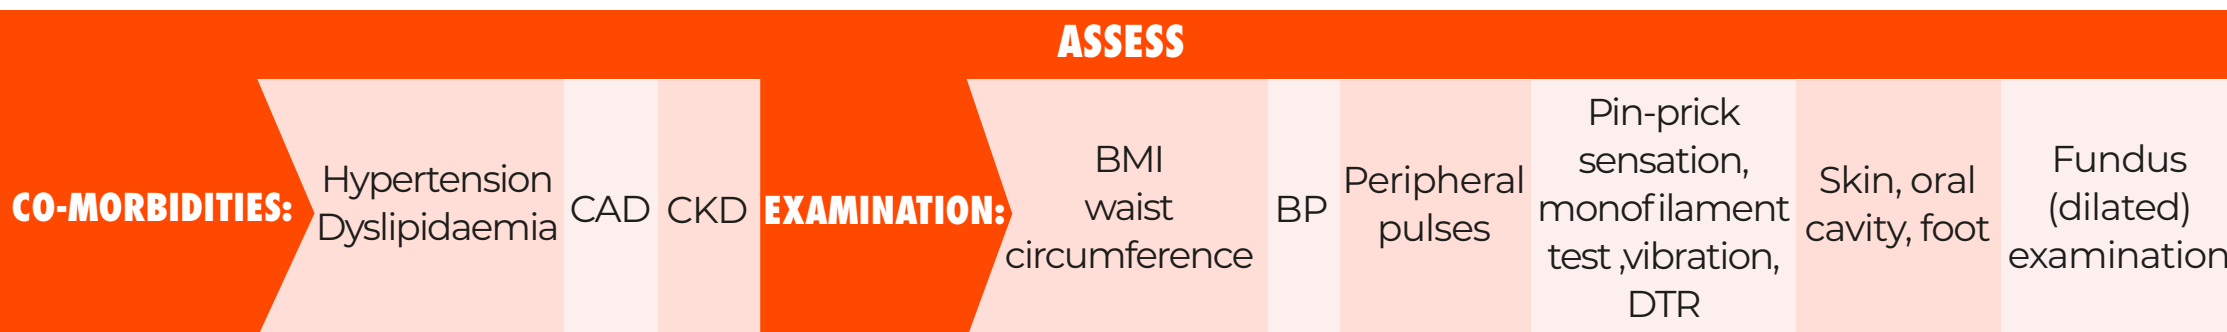 ASSESS
CO-MORBIDITIES:
Hypertension
Dyslipidaemia
CAD
CKD
EXAMINATION:
BMI
waist
circumference
BP
Peripheral
pulses
Pin-prick
sensation,
monofilament
test ,vibration,
DTR
Skin, oral
cavity, foot
Fundus
(dilated)
examination